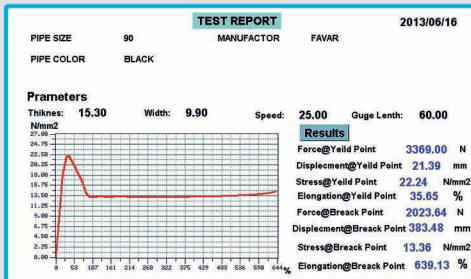 TEST REPORT 2013/06/16
PIPE SIZE 90 MANUFACTOR FAVAR
PIPE COLOR BLACK
Prameters
Thiknes: 15.30 Width: 9.90 Speed: 25.00 Guge Lenth: 60.00
N/mm2
Results
27.00
24.75
22.50
20.25
18.00
15.75
13.50
11.25
9.00
6.75
4.50
2.25
0.00
0 53 107 161 214 268 322 375 429 483 536 590 644 %
Force@Yeild Point 3369.00 N
Displecment@Yeild Point 21.39 mm
Stress@Yeild Point 22.24 N/mm2
Elongation@Yeild Point 35.65 %
Force@Breack Point 2023.64 N
Displecment@Breack Point 383.48 mm
Stress@Breack Point 13.36 N/mm2
Elongation@Breack Point 639.13 %